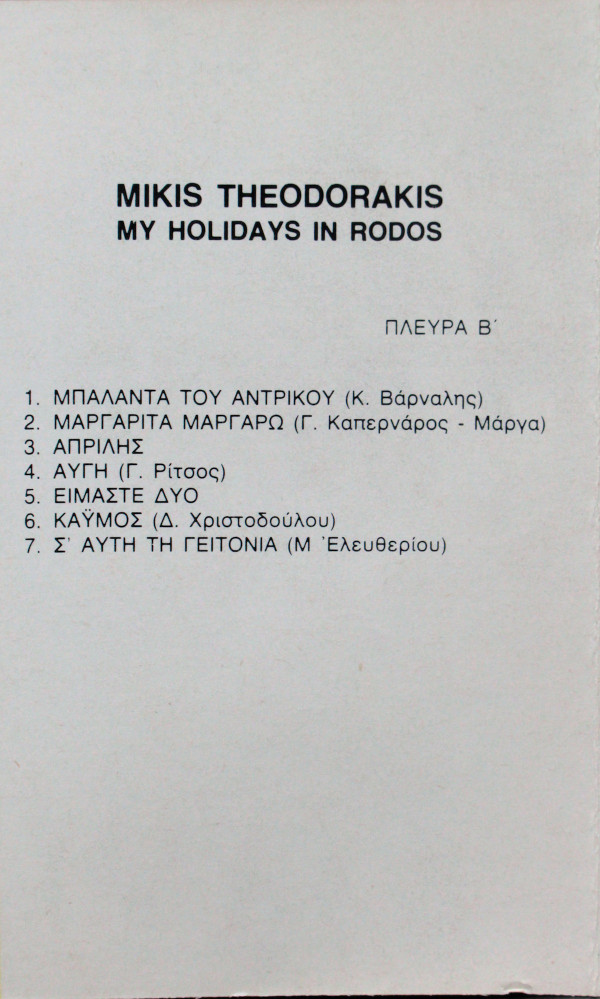 MIKIS THEODORAKIS
MY HOLIDAYS IN RODOS
ΠΛΕΥΡΑ Β΄
1. ΜΠΑΛΑΝΤΑ ΤΟΥ ΑΝΤΡΙΚΟΥ (Κ. Βάρναλης)
2. ΜΑΡΓΑΡΙΤΑ ΜΑΡΓΑΡΩ (Γ. Καπερνάρος - Μάργα)
3. ΑΠΡΙΛΗΣ
4. ΑΥΓΗ (Γ. Ρίτσος)
5. ΕΙΜΑΣΤΕ ΔΥΟ
6. ΚΑΫΜΟΣ (Δ. Χριστοδούλου)
7. Σ' ΑΥΤΗ ΤΗ ΓΕΙΤΟΝΙΑ (Μ 'Ελευθερίου)